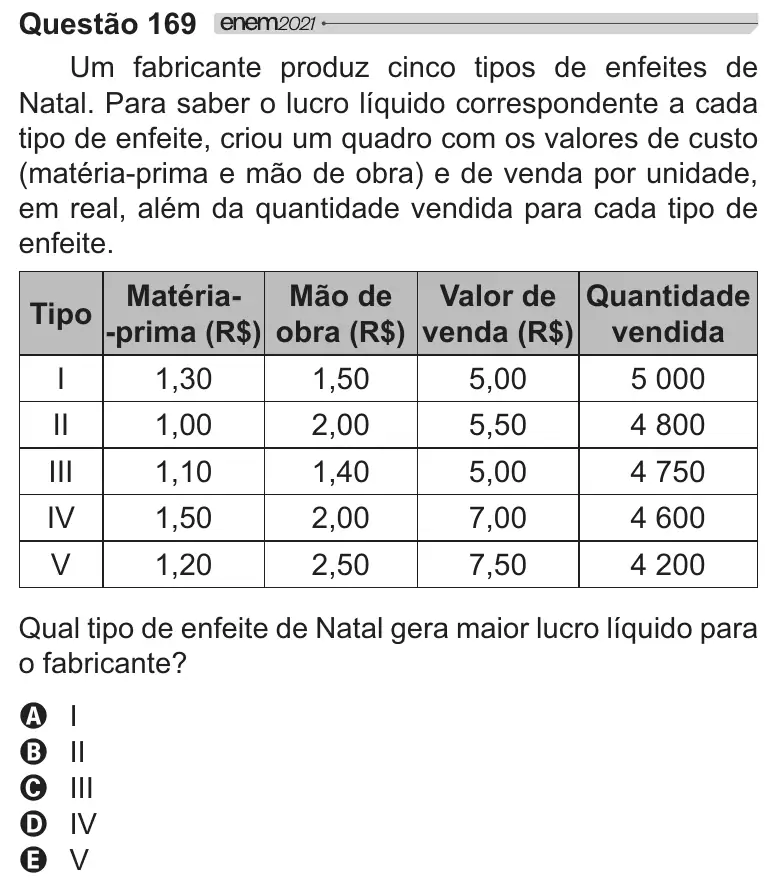 Questão 169 enem2021
Um fabricante produz cinco tipos de enfeites de
Natal. Para saber o lucro líquido correspondente a cada
tipo de enfeite, criou um quadro com os valores de custo
(matéria-prima e mão de obra) e de venda por unidade,
em real, além da quantidade vendida para cada tipo de
enfeite.
Tipo Matéria- Mão de Valor de Quantidade
-prima (R$) obra (R$) venda (R$) vendida
I 1,30 1,50 5,00 5 000
II 1,00 2,00 5,50 4 800
III 1,10 1,40 5,00 4 750
IV 1,50 2,00 7,00 4 600
V 1,20 2,50 7,50 4 200
Qual tipo de enfeite de Natal gera maior lucro líquido para
o fabricante?
A I
B II
C III
D IV
E V